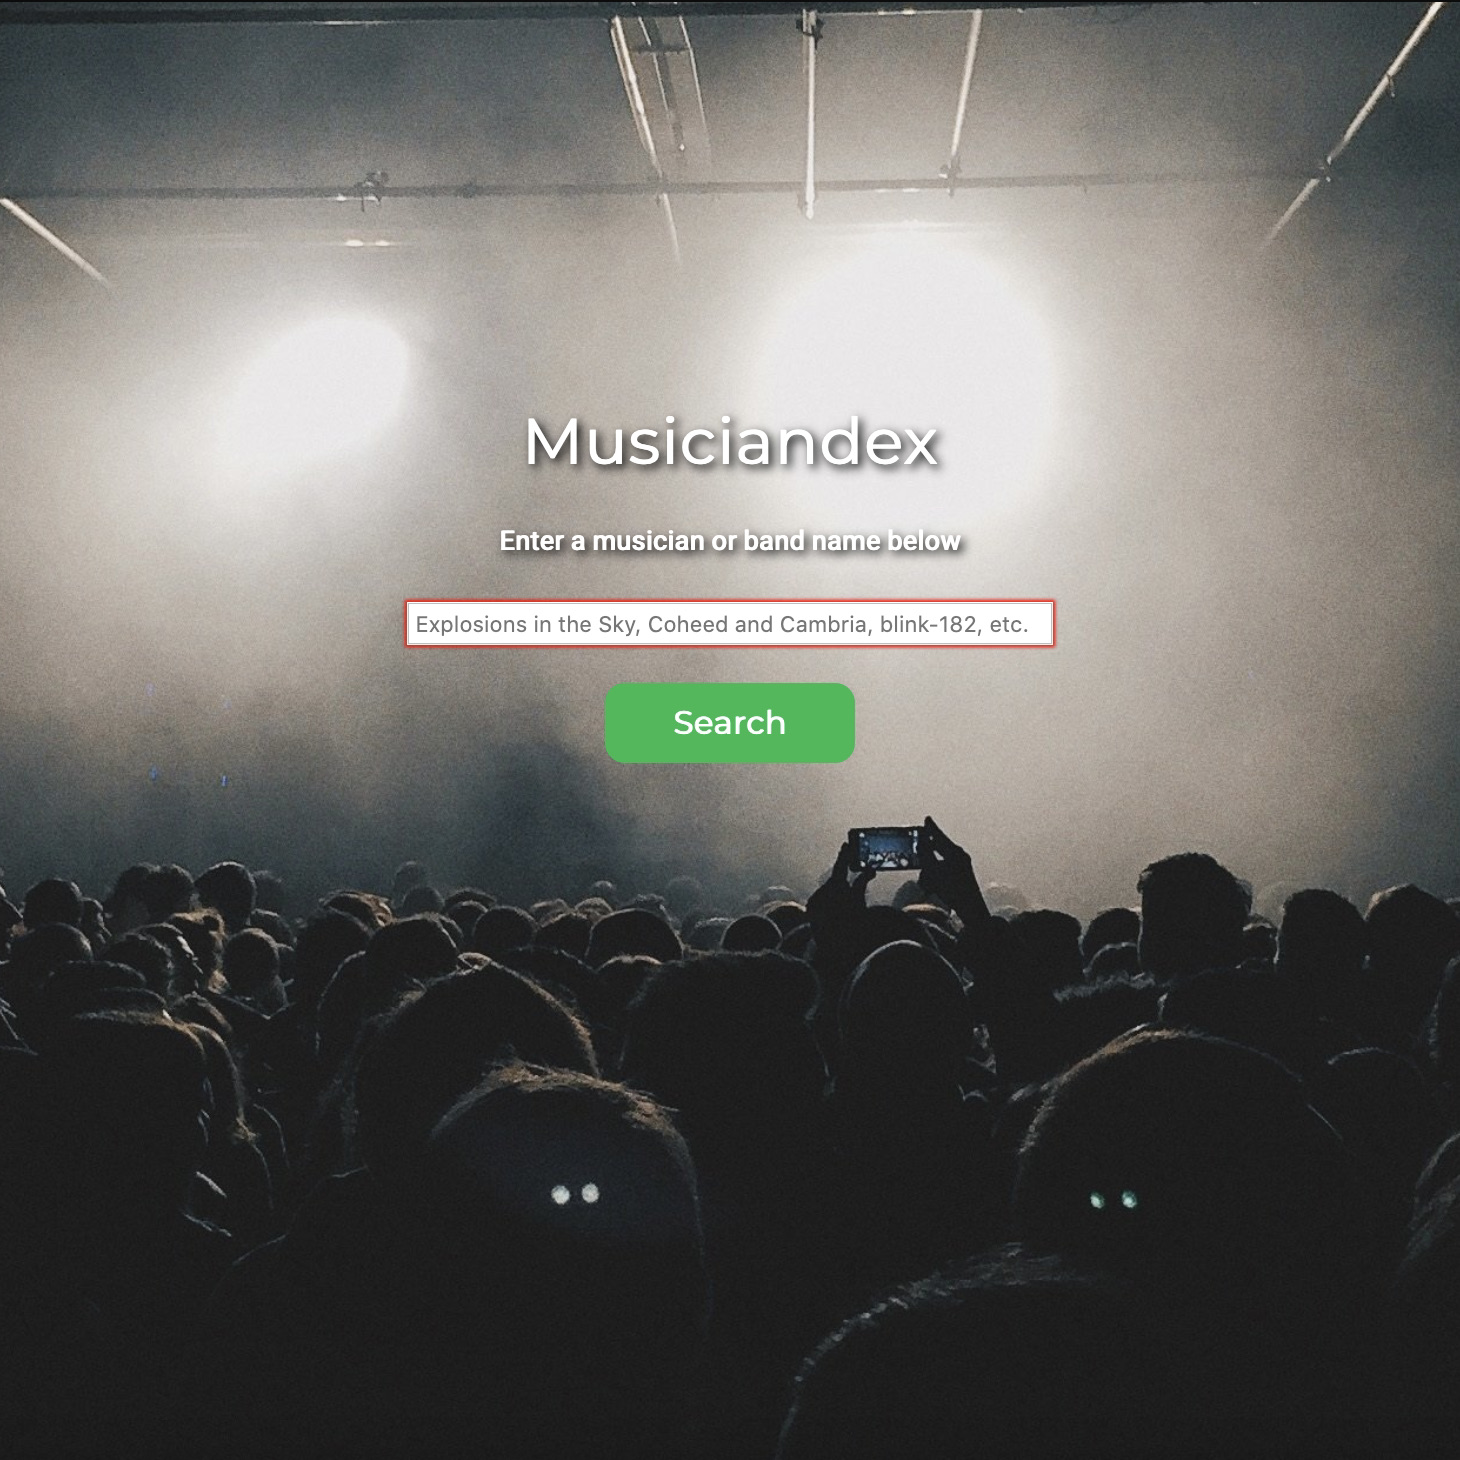 Musiciandex
Enter a musician or band name below
Explosions in the Sky, Coheed and Cambria, blink-182, etc.
Search